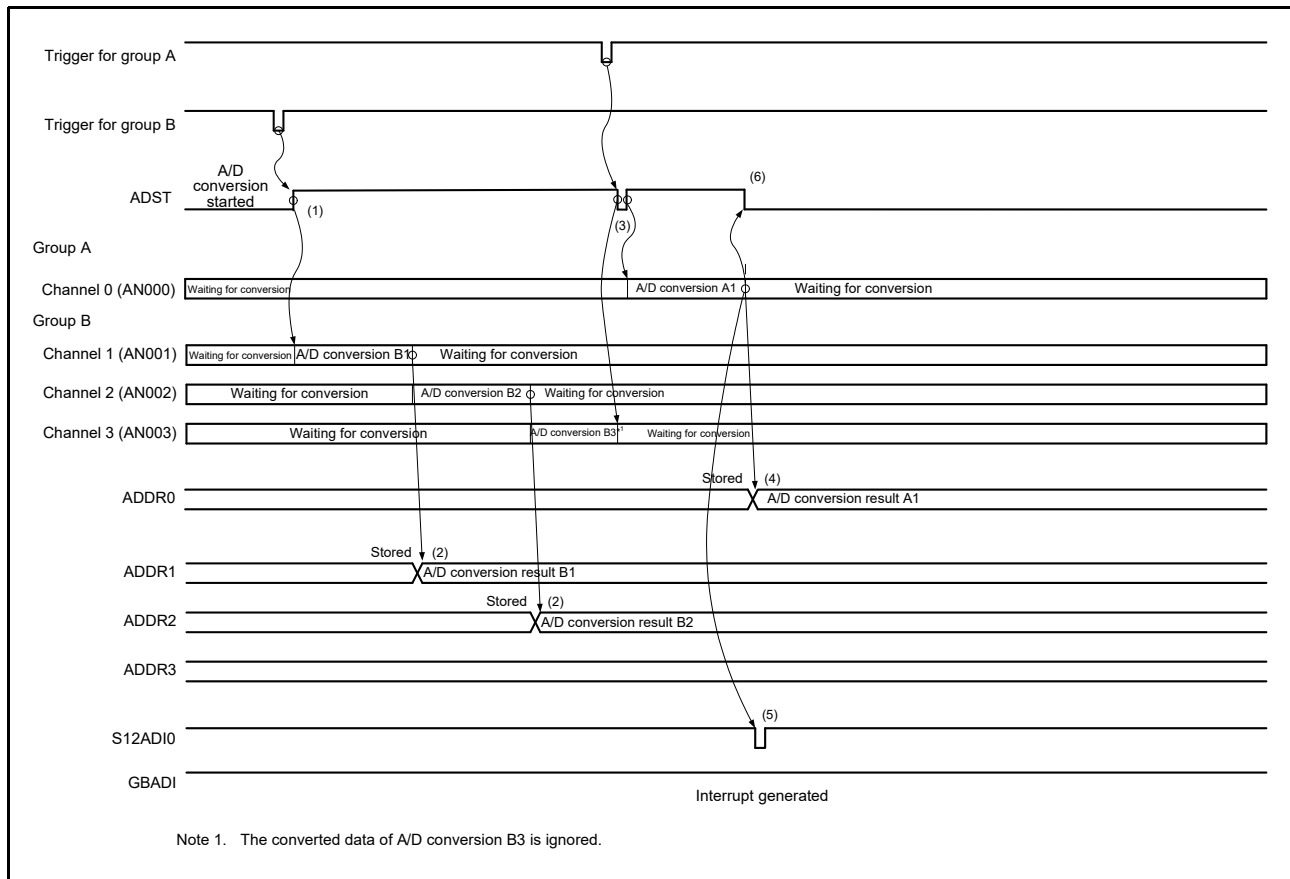 Trigger for group A
Trigger for group B
A/D
conversion
started
ADST
(1)
(3)
(6)
Group A
Channel 0 (AN000)
Waiting for conversion
A/D conversion A1
Waiting for conversion
Group B
Channel 1 (AN001)
Waiting for conversion
A/D conversion B1
Waiting for conversion
Channel 2 (AN002)
Waiting for conversion
A/D conversion B2
Waiting for conversion
Channel 3 (AN003)
Waiting for conversion
A/D conversion B3*1
Waiting for conversion
Stored
(4)
ADDR0
A/D conversion result A1
Stored
(2)
ADDR1
A/D conversion result B1
Stored
(2)
ADDR2
A/D conversion result B2
ADDR3
(5)
S12ADI0
GBADI
Interrupt generated
Note 1. The converted data of A/D conversion B3 is ignored.